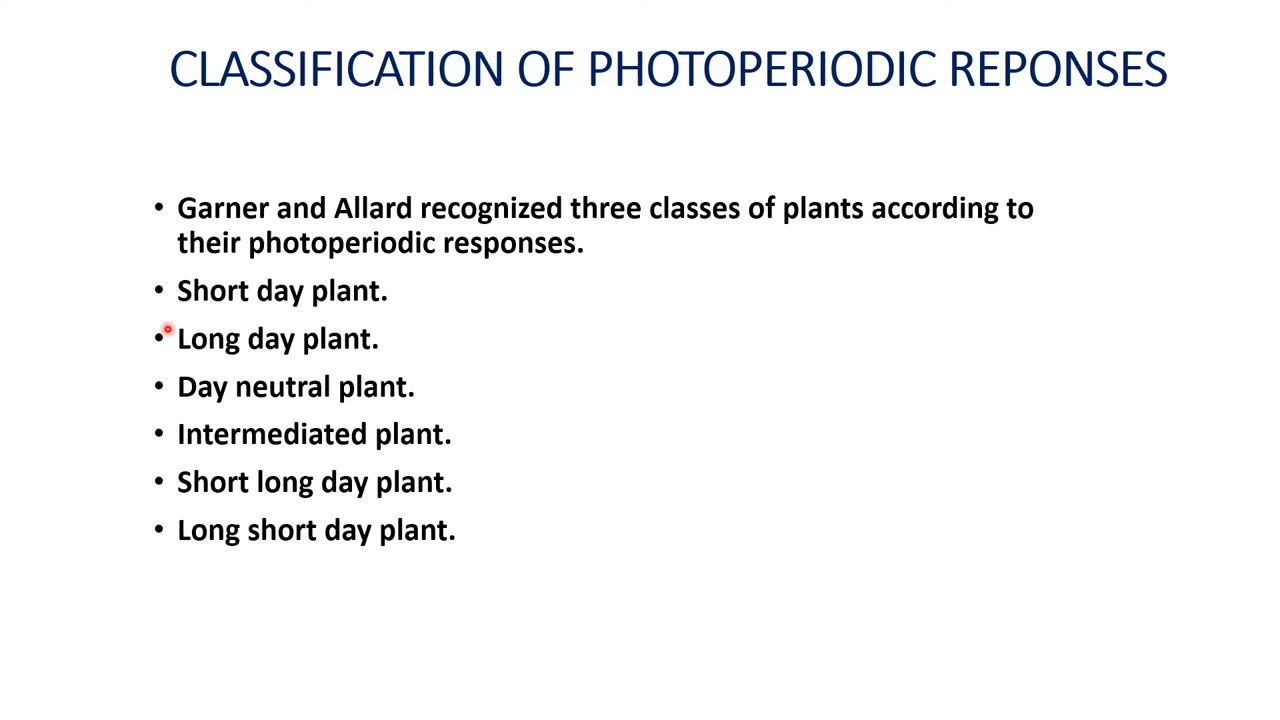 CLASSIFICATION OF PHOTOPERIODIC REPONSES
• Garner and Allard recognized three classes of plants according to
their photoperiodic responses.
• Short day plant.
• Long day plant.
• Day neutral plant.
• Intermediated plant.
• Short long day plant.
• Long short day plant.